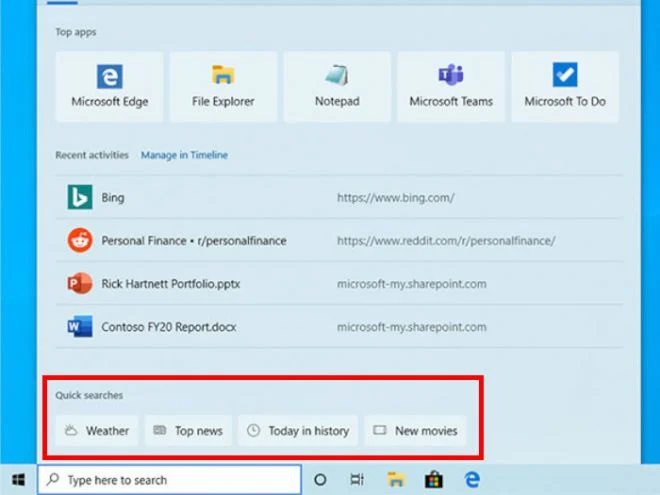 Top apps
Microsoft Edge
File Explorer
Notepad
Microsoft Teams
Microsoft To Do
Recent activities Manage in Timeline
Bing https://www.bing.com/
Personal Finance • r/personalfinance https://www.reddit.com/r/personalfinance/
Rick Hartnett Portfolio.pptx microsoft-my.sharepoint.com
Contoso FY20 Report.docx microsoft-my.sharepoint.com
Quick searches
Weather Top news Today in history New movies
Type here to search